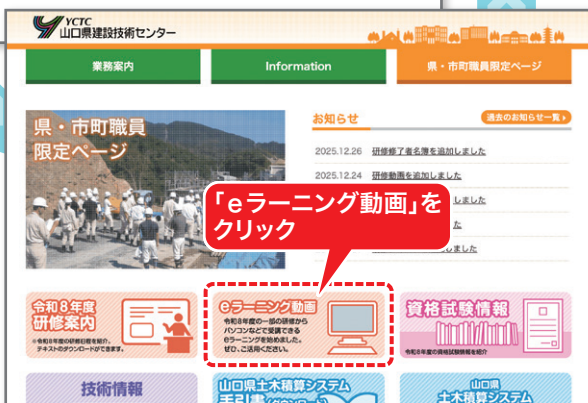 YCTC
山口県建設技術センター
業務案内
Information
県・市町職員限定ページ
県・市町職員
限定ページ
お知らせ
過去のお知らせ一覧
2025.12.26 研修修了者名簿を追加しました
2025.12.24 研修動画を追加しました
しました
た
しました
「eラーニング動画」を
クリック
令和8年度
研修案内
※令和8年度の研修日程を紹介。
テキストのダウンロードができます。
eラーニング動画
令和8年度の一部の研修から
パソコンなどで受講できる
eラーニングを始めました。
ぜひ、ご活用ください。
資格試験情報
令和8年度の資格試験情報を紹介
技術情報
山口県土木積算システム
手引書(ダウンロード)
山口県
土木積算システム